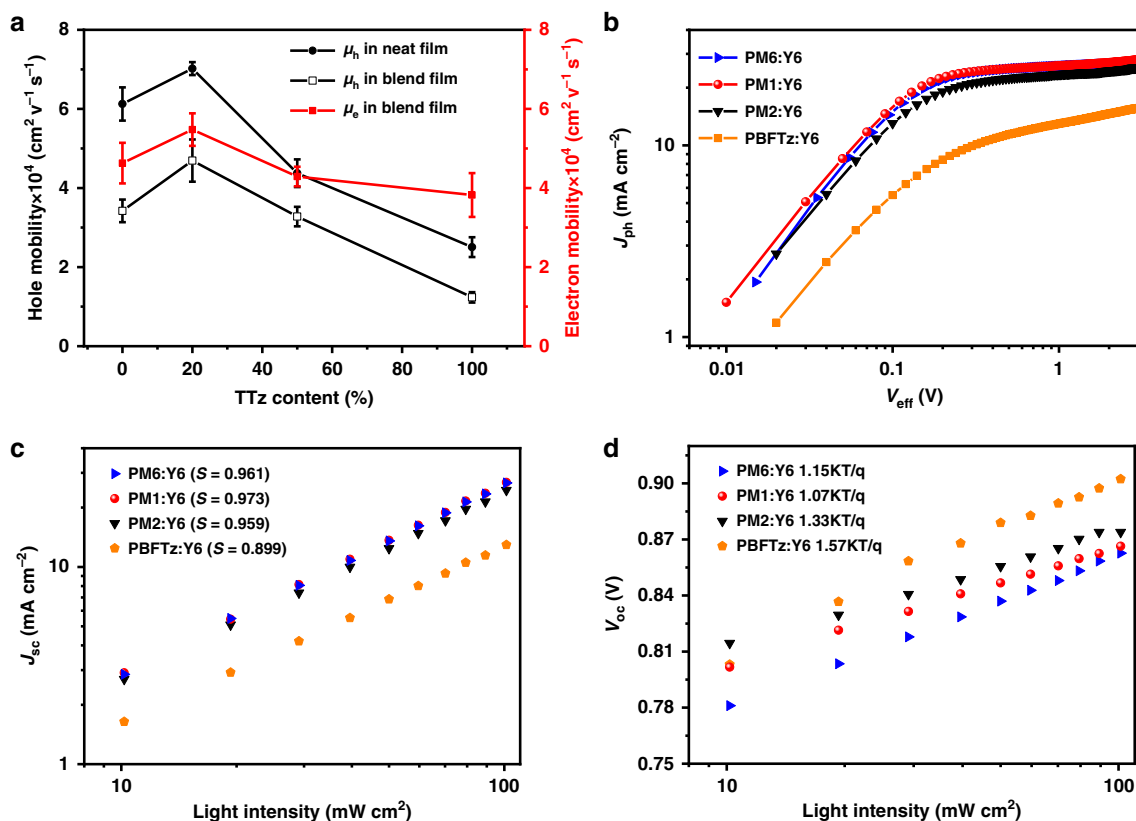 a
8
6
4
2
0
Hole mobility×10⁴ (cm² v⁻¹ s⁻¹)
μh in neat film
μh in blend film
μe in blend film
8
6
4
2
0
Electron mobility×10⁴ (cm² v⁻¹ s⁻¹)
0 20 40 60 80 100
TTz content (%)
b
PM6:Y6
PM1:Y6
PM2:Y6
PBFTz:Y6
10
1
Jph (mA cm⁻²)
0.01 0.1 1
Veff (V)
c
PM6:Y6 (S = 0.961)
PM1:Y6 (S = 0.973)
PM2:Y6 (S = 0.959)
PBFTz:Y6 (S = 0.899)
10
1
Jsc (mA cm⁻²)
10 100
Light intensity (mW cm²)
d
PM6:Y6 1.15KT/q
PM1:Y6 1.07KT/q
PM2:Y6 1.33KT/q
PBFTz:Y6 1.57KT/q
0.90
0.87
0.84
0.81
0.78
0.75
Voc (V)
10 100
Light intensity (mW cm²)